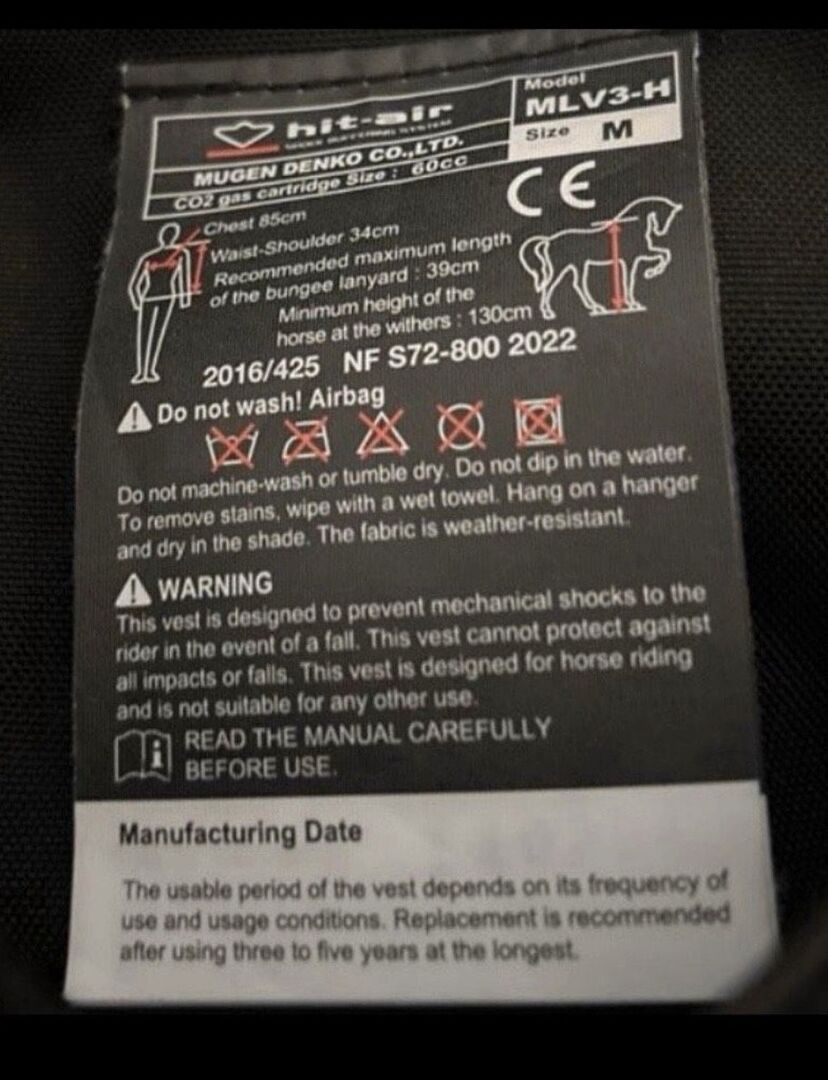 hit-air
MUGEN DENKO CO.,LTD.
CO2 gas cartridge Size : 60cc
Model
MLV3-H
Size M
CE
Chest 85cm
Waist-Shoulder 34cm
Recommended maximum length
of the bungee lanyard : 39cm
Minimum height of the
horse at the withers : 130cm
2016/425 NF S72-800 2022
Do not wash! Airbag
Do not machine-wash or tumble dry. Do not dip in the water.
To remove stains, wipe with a wet towel. Hang on a hanger
and dry in the shade. The fabric is weather-resistant.
WARNING
This vest is designed to prevent mechanical shocks to the
rider in the event of a fall. This vest cannot protect against
all impacts or falls. This vest is designed for horse riding
and is not suitable for any other use.
READ THE MANUAL CAREFULLY
BEFORE USE.
Manufacturing Date
The usable period of the vest depends on its frequency of
use and usage conditions. Replacement is recommended
after using three to five years at the longest.